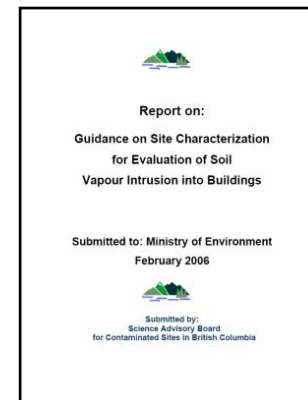 Report on:
Guidance on Site Characterization
for Evaluation of Soil
Vapour Intrusion into Buildings
Submitted to: Ministry of Environment
February 2006
Submitted by:
Science Advisory Board
for Contaminated Sites in British Columbia